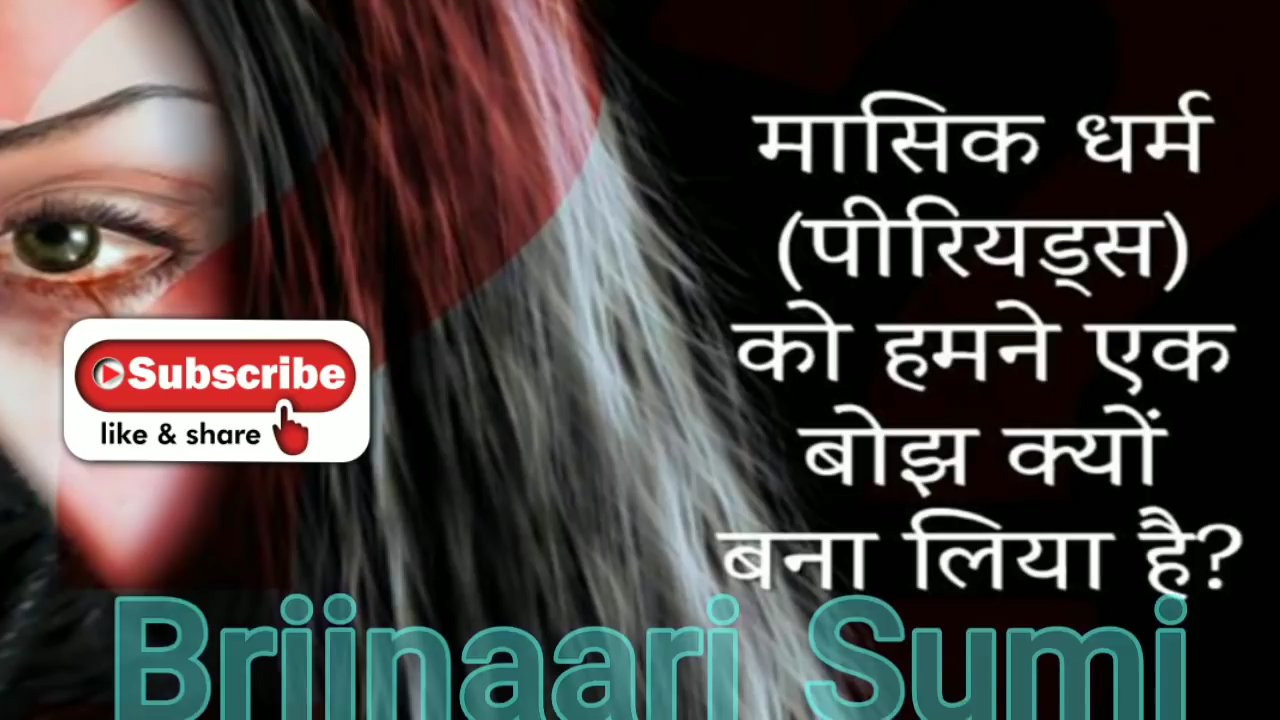 मासिक धर्म
(पीरियड्स)
को हमने एक
बोझ क्यों
बना लिया है?
Subscribe
like & share
Briinaari Sumi